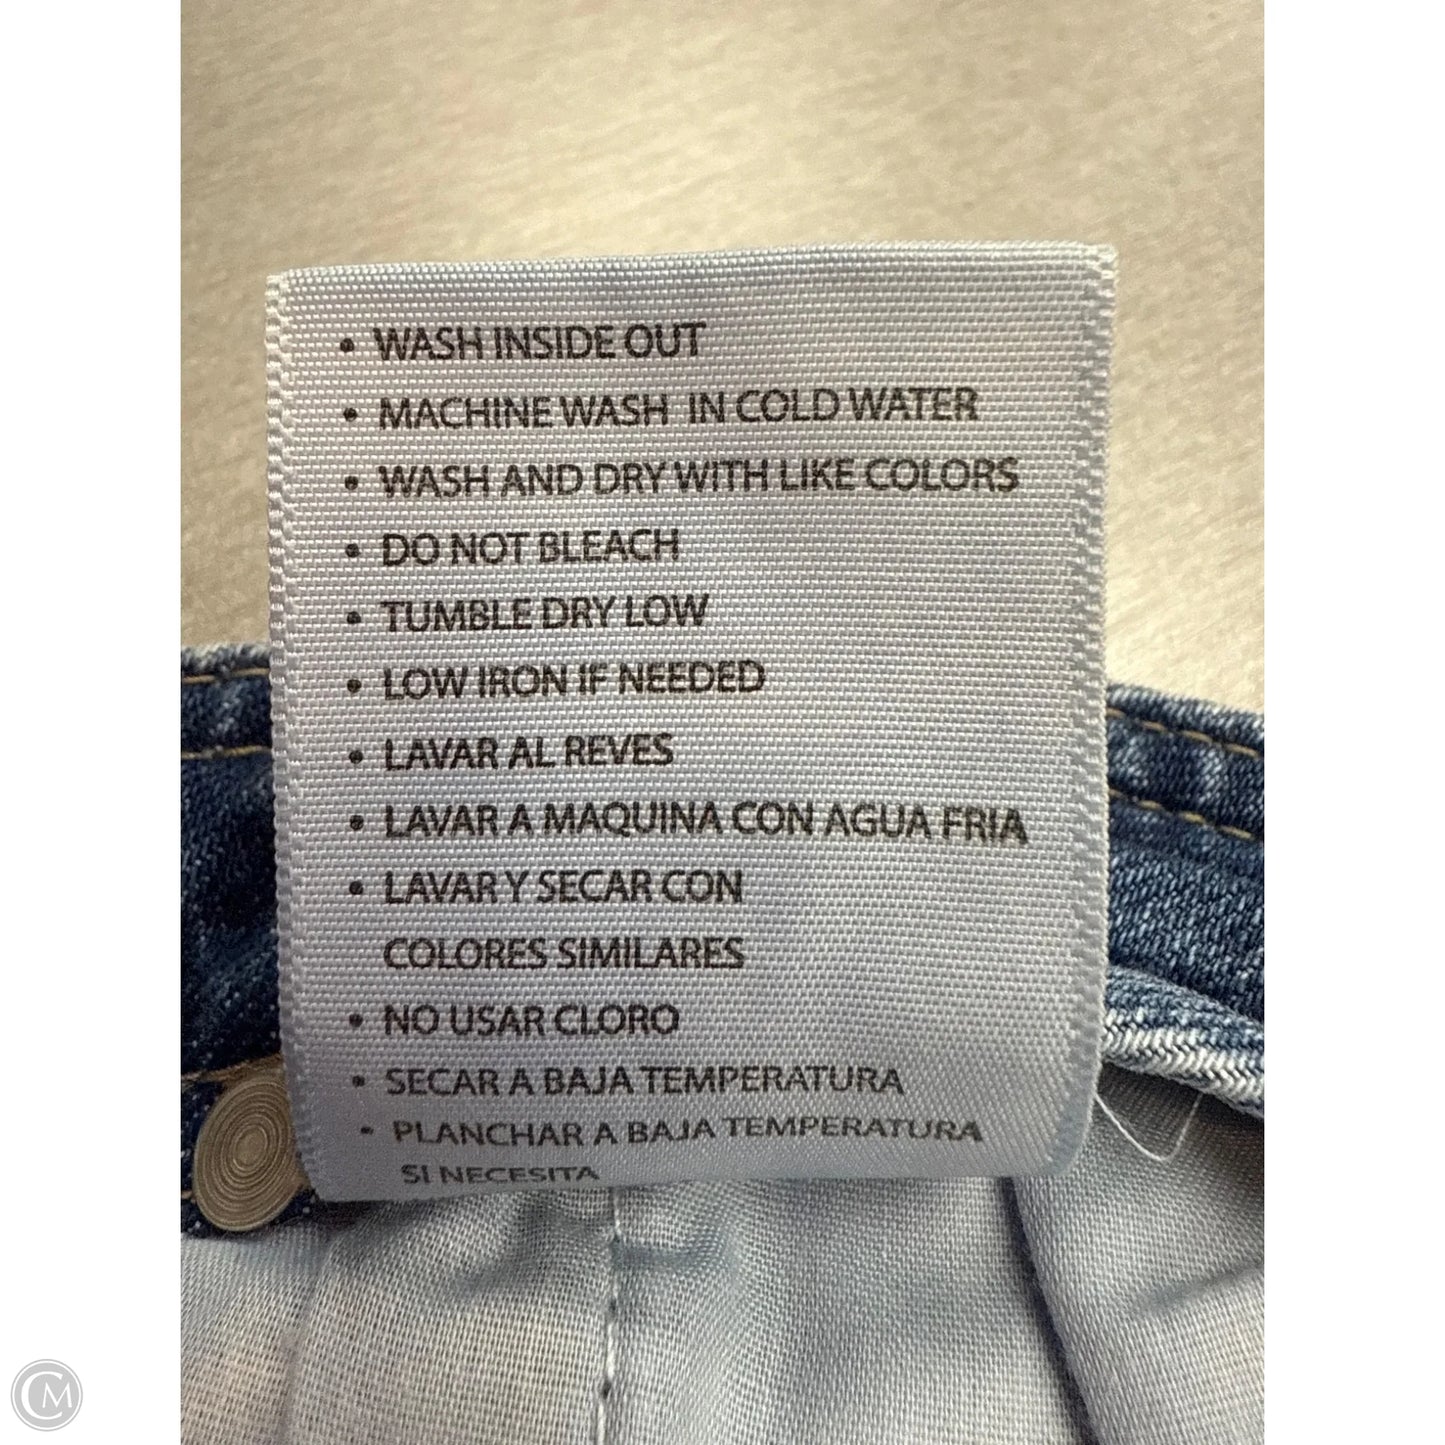 • WASH INSIDE OUT
• MACHINE WASH IN COLD WATER
• WASH AND DRY WITH LIKE COLORS
• DO NOT BLEACH
• TUMBLE DRY LOW
• LOW IRON IF NEEDED
• LAVAR AL REVES
• LAVAR A MAQUINA CON AGUA FRIA
• LAVAR Y SECAR CON
COLORES SIMILARES
• NO USAR CLORO
• SECAR A BAJA TEMPERATURA
• PLANCHAR A BAJA TEMPERATURA
SI NECESITA
CM